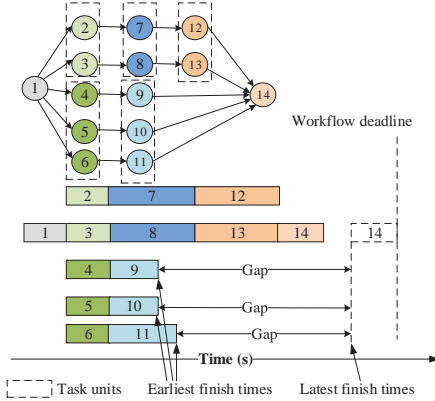 2 7 12
3 8 13
1
4 9 14
5 10
6 11
Workflow deadline
2 7 12
1 3 8 13 14 14
4 9 Gap
5 10 Gap
6 11 Gap
Time (s)
Task units Earliest finish times Latest finish times